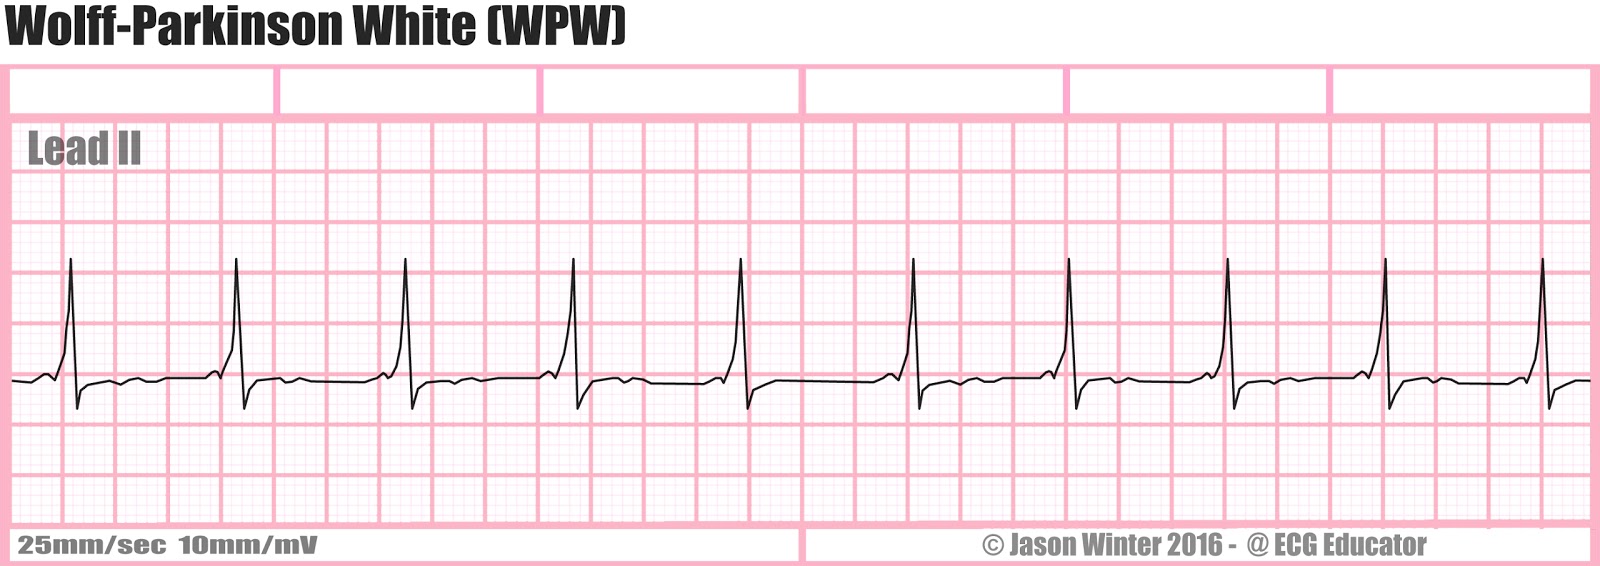 Wolff-Parkinson White (WPW)
Lead II
25mm/sec 10mm/mV
© Jason Winter 2016 - @ ECG Educator